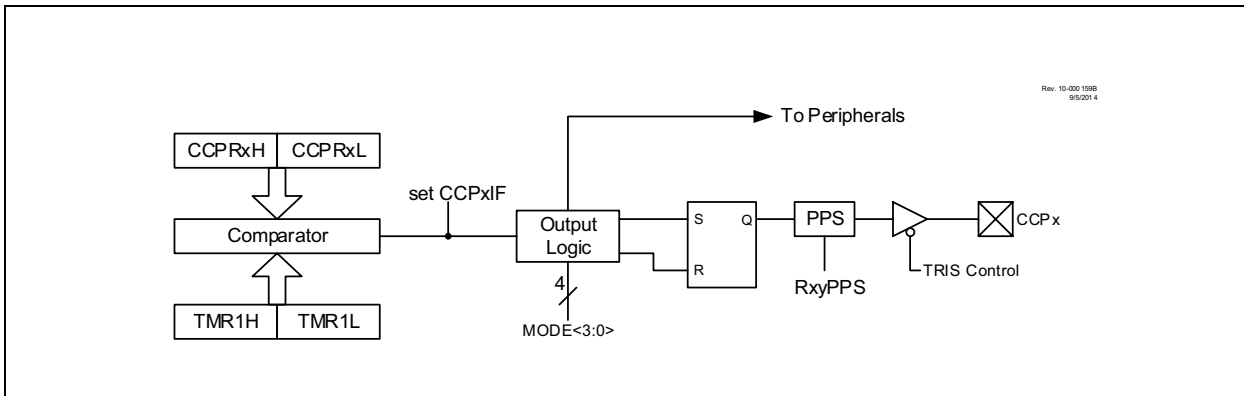 Rev. 10-000 159B
9/5/2014
To Peripherals
CCPRxH CCPRxL
set CCPxIF
Comparator
Output
Logic
S Q
R
PPS
CCPx
TRIS Control
RxyPPS
4
MODE<3:0>
TMR1H TMR1L